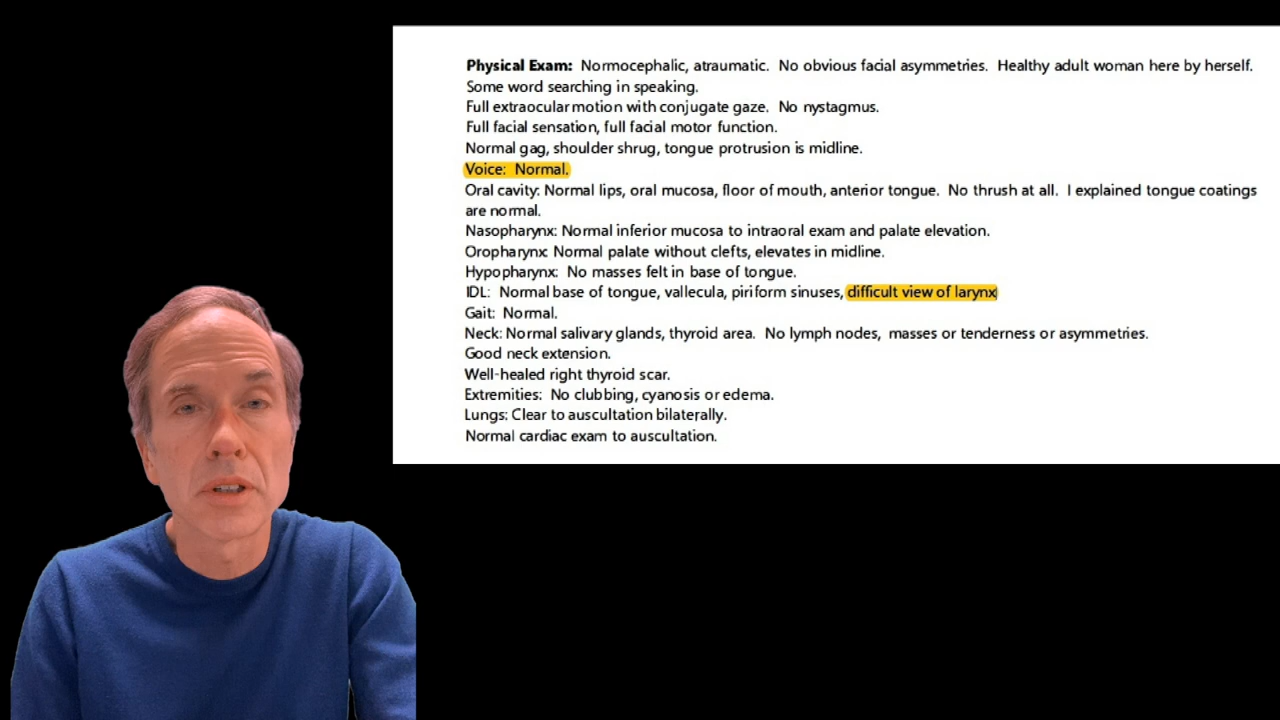 Physical Exam: Normocephalic, atraumatic. No obvious facial asymmetries. Healthy adult woman here by herself.
Some word searching in speaking.
Full extraocular motion with conjugate gaze. No nystagmus.
Full facial sensation, full facial motor function.
Normal gag, shoulder shrug, tongue protrusion is midline.
Voice: Normal.
Oral cavity: Normal lips, oral mucosa, floor of mouth, anterior tongue. No thrush at all. I explained tongue coatings
are normal.
Nasopharynx: Normal inferior mucosa to intraoral exam and palate elevation.
Oropharynx: Normal palate without clefts, elevates in midline.
Hypopharynx: No masses felt in base of tongue.
IDL: Normal base of tongue, vallecula, piriform sinuses, difficult view of larynx
Gait: Normal.
Neck: Normal salivary glands, thyroid area. No lymph nodes, masses or tenderness or asymmetries.
Good neck extension.
Well-healed right thyroid scar.
Extremities: No clubbing, cyanosis or edema.
Lungs: Clear to auscultation bilaterally.
Normal cardiac exam to auscultation.